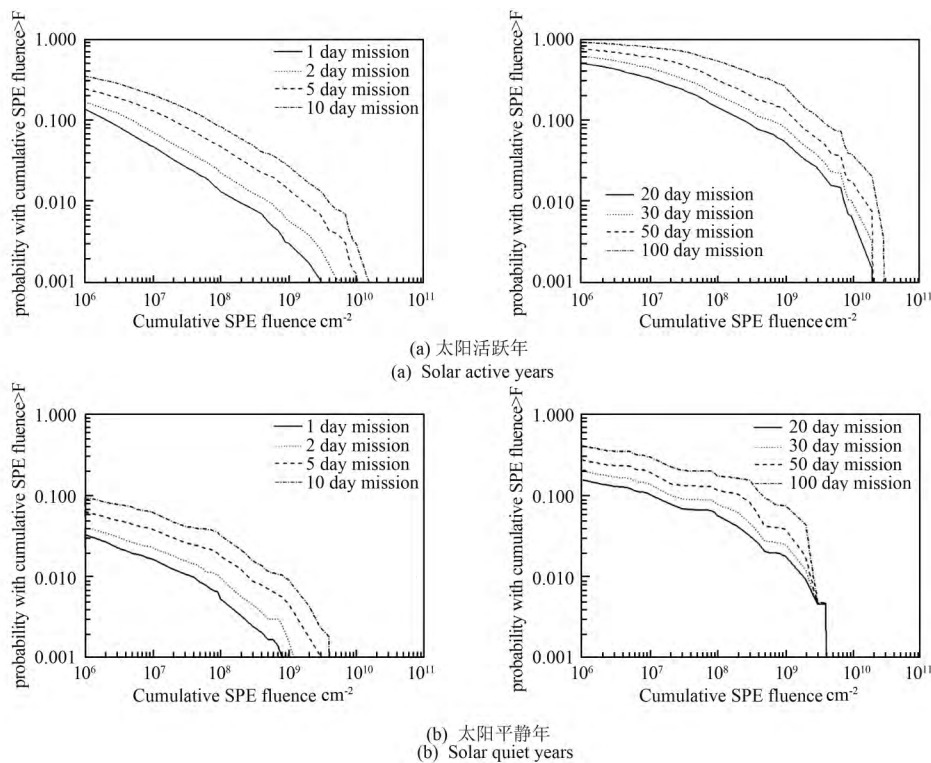 probability with cumulative SPE fluence>F
1.000
0.100
0.010
0.001
1 day mission
2 day mission
5 day mission
10 day mission
10⁶ 10⁷ 10⁸ 10⁹ 10¹⁰ 10¹¹
Cumulative SPE fluence cm⁻²
probability with cumulative SPE fluence>F
1.000
0.100
0.010
0.001
20 day mission
30 day mission
50 day mission
100 day mission
10⁶ 10⁷ 10⁸ 10⁹ 10¹⁰ 10¹¹
Cumulative SPE fluence cm⁻²
(a) 太阳活跃年
(a) Solar active years
probability with cumulative SPE fluence>F
1.000
0.100
0.010
0.001
1 day mission
2 day mission
5 day mission
10 day mission
10⁶ 10⁷ 10⁸ 10⁹ 10¹⁰ 10¹¹
Cumulative SPE fluence cm⁻²
probability with cumulative SPE fluence>F
1.000
0.100
0.010
0.001
20 day mission
30 day mission
50 day mission
100 day mission
10⁶ 10⁷ 10⁸ 10⁹ 10¹⁰ 10¹¹
Cumulative SPE fluence cm⁻²
(b) 太阳平静年
(b) Solar quiet years